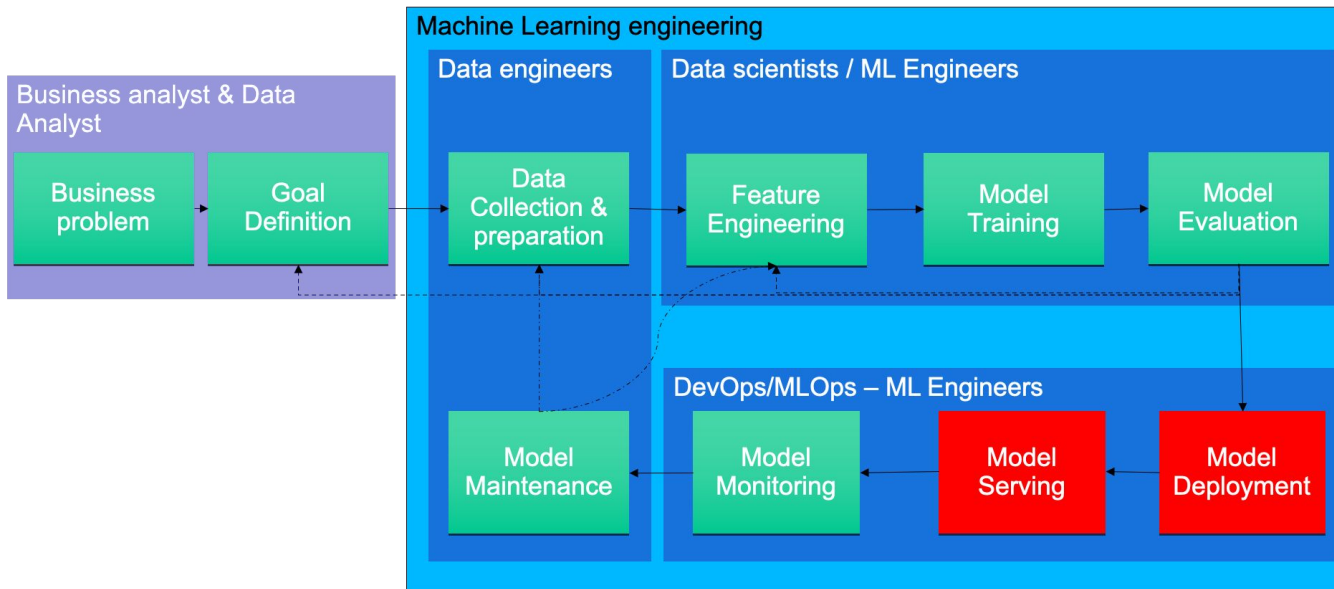 Machine Learning engineering
Data engineers
Data scientists / ML Engineers
Business analyst & Data
Analyst
Business
problem
Goal
Definition
Data
Collection &
preparation
Feature
Engineering
Model
Training
Model
Evaluation
DevOps/MLOps – ML Engineers
Model
Maintenance
Model
Monitoring
Model
Serving
Model
Deployment